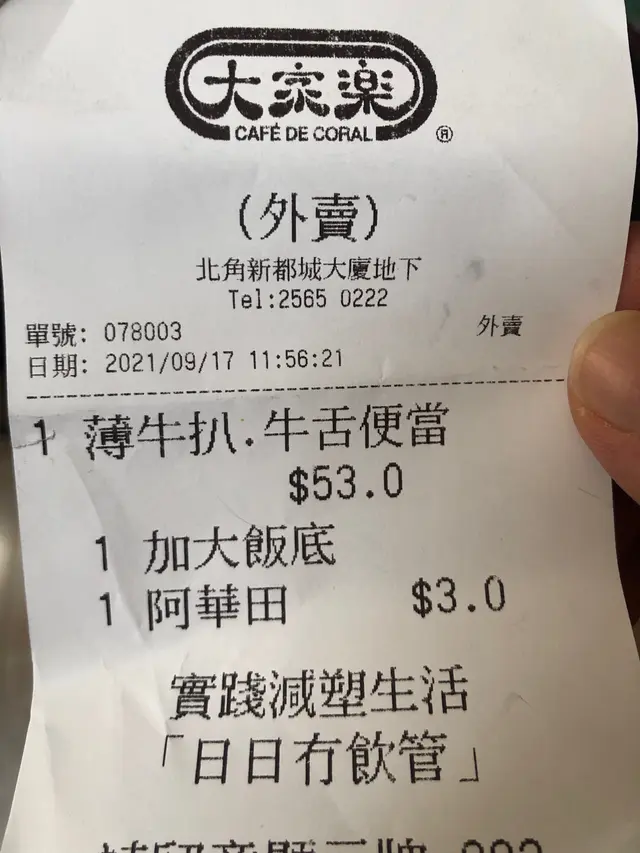 大家樂
CAFÉ DE CORAL ®
(外賣)
北角新都城大廈地下
Tel:2565 0222
單號: 078003 外賣
日期: 2021/09/17 11:56:21
1 薄牛扒.牛舌便當
$53.0
1 加大飯底
1 阿華田 $3.0
實踐減塑生活
「日日冇飲管」